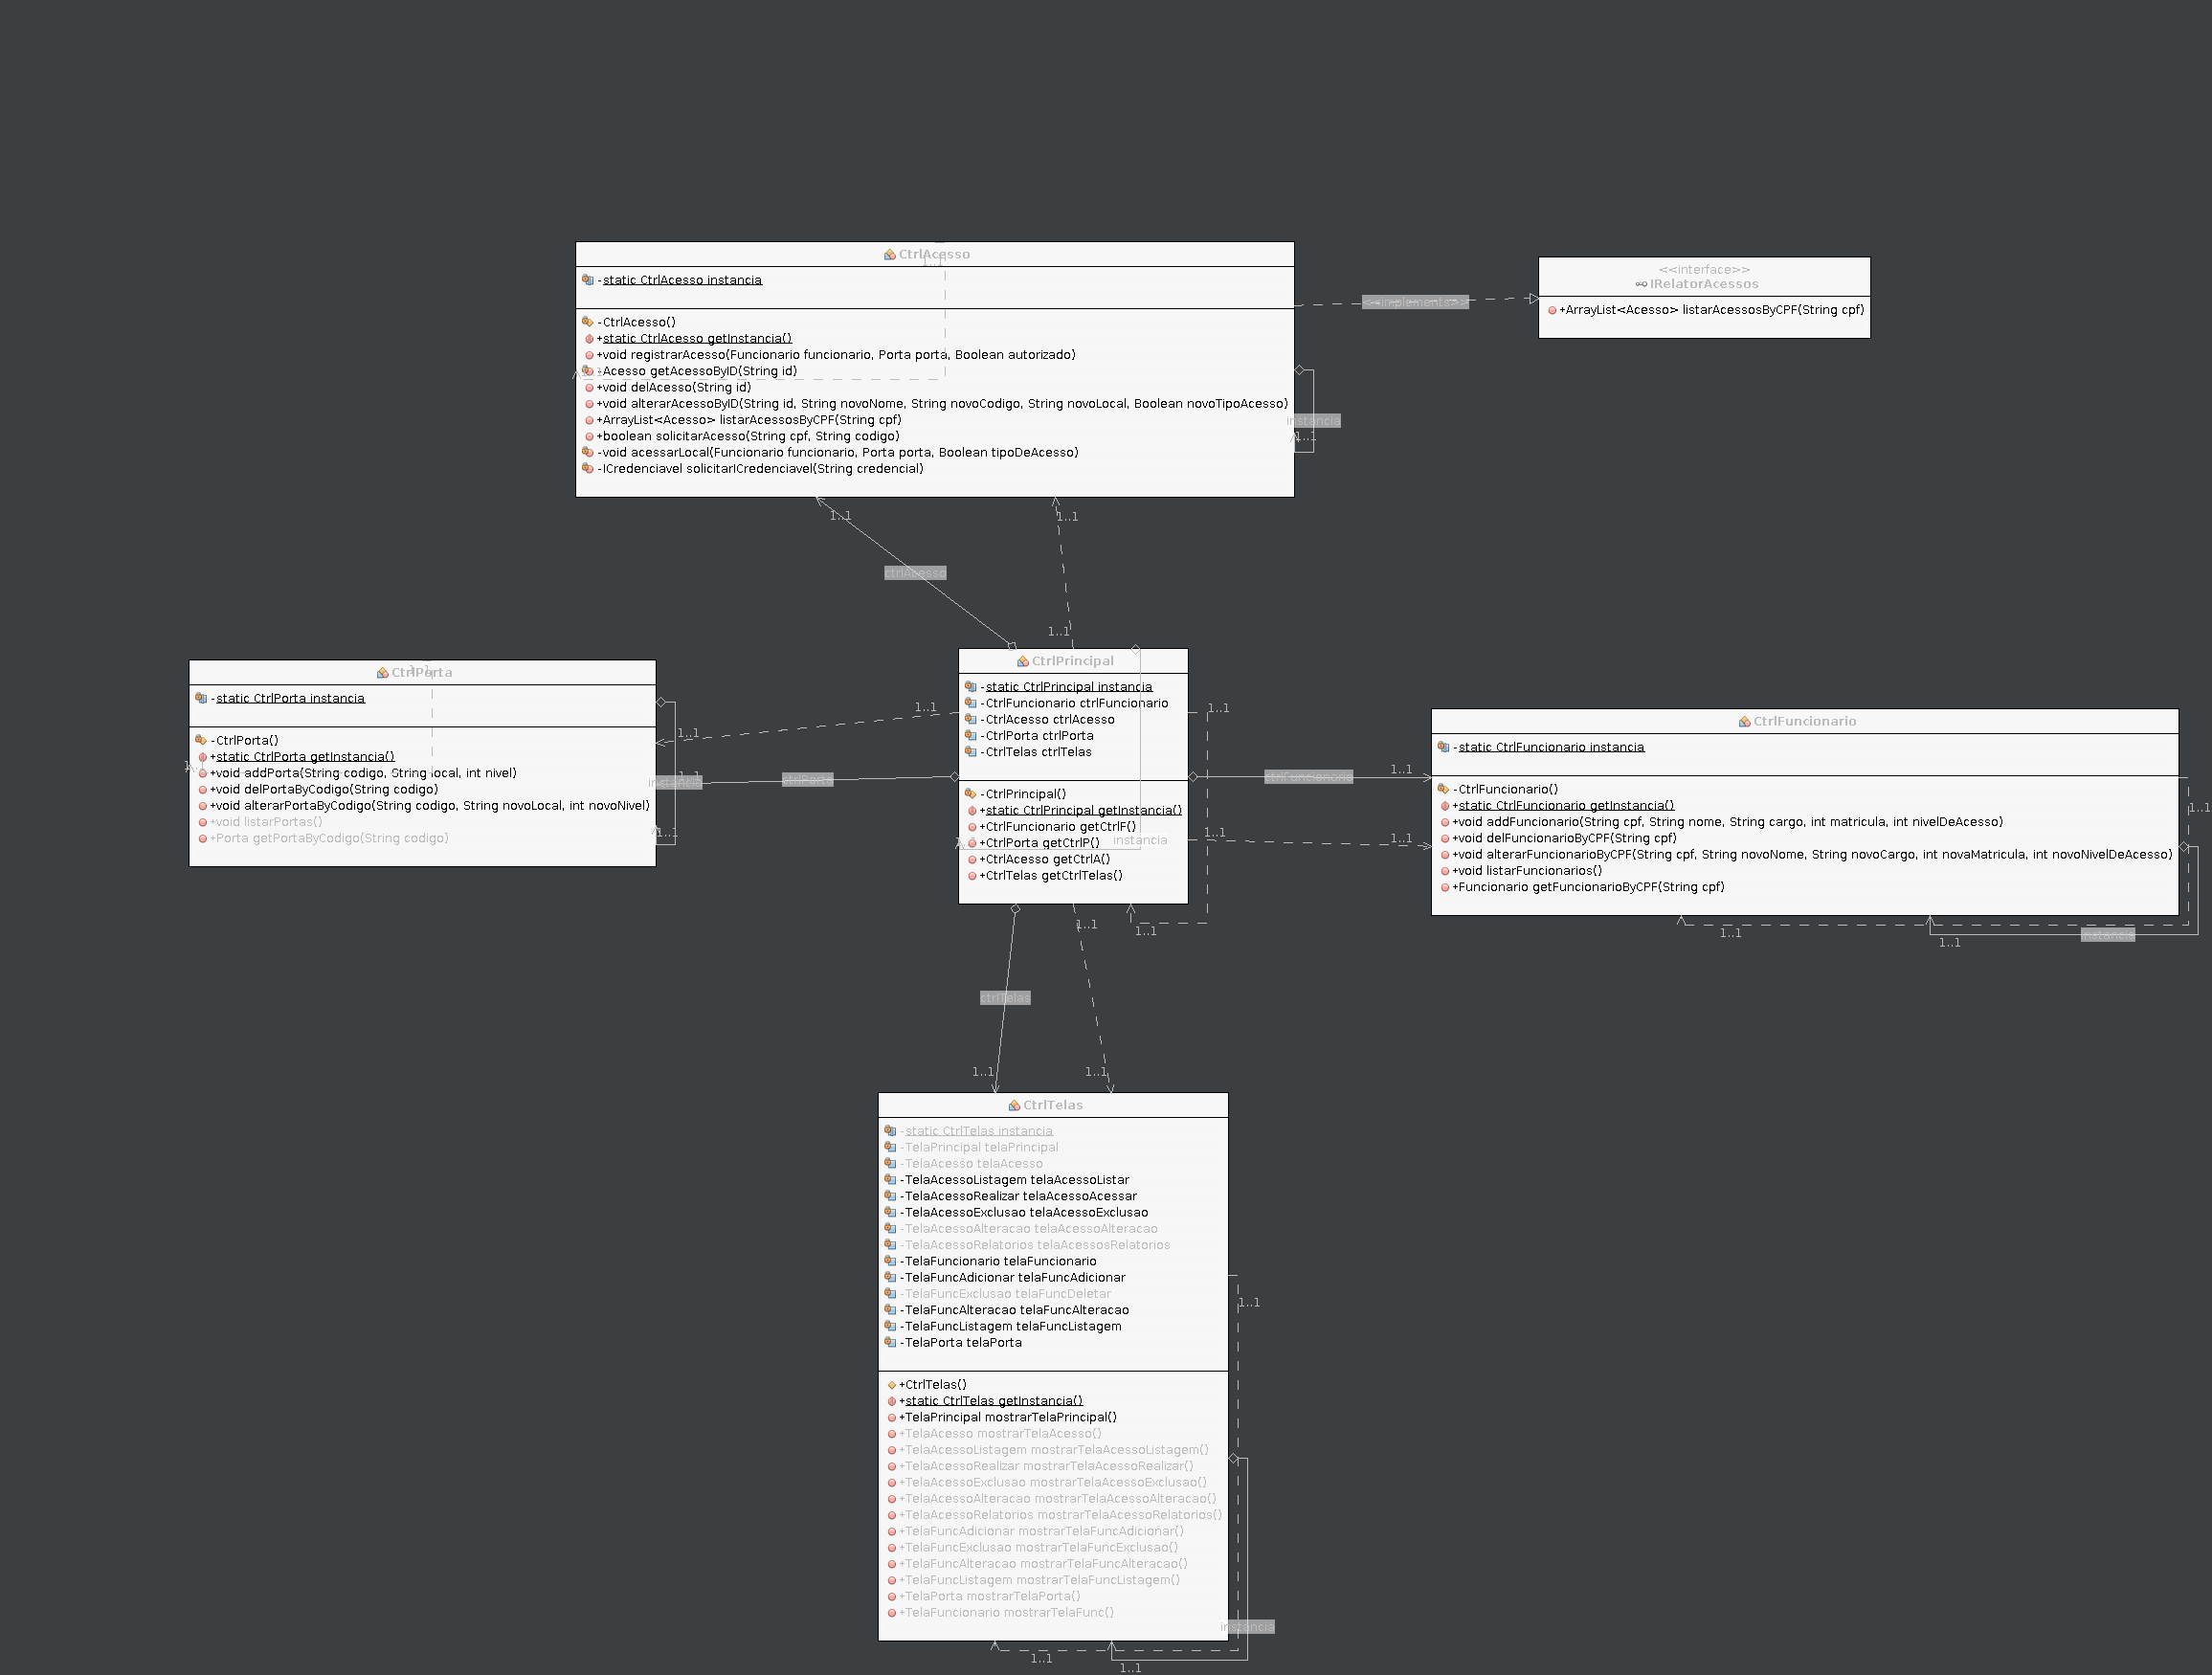 CtrlAcesso
-static CtrlAcesso instancia
-CtrlAcesso()
+static CtrlAcesso getInstancia()
+void registrarAcesso(Funcionario funcionario, Porta porta, Boolean autorizado)
-Acesso getAcessoByID(String id)
+void delAcesso(String id)
+void alterarAcessoByID(String id, String novoNome, String novoCodigo, String novoLocal, Boolean novoTipoAcesso)
+ArrayList<Acesso> listarAcessosByCPF(String cpf)
+boolean solicitarAcesso(String cpf, String codigo)
-void acessarLocal(Funcionario funcionario, Porta porta, Boolean tipoDeAcesso)
-ICredenciavel solicitarICredenciavel(String credencial)
<<implements>>
<<interface>>
IRelatorAcessos
+ArrayList<Acesso> listarAcessosByCPF(String cpf)
instancia
1..1
1..1
1..1
ctrlAcesso
1..1
CtrlPorta
-static CtrlPorta instancia
-CtrlPorta()
+static CtrlPorta getInstancia()
+void addPorta(String codigo, String local, int nivel)
+void delPortaByCodigo(String codigo)
+void alterarPortaByCodigo(String codigo, String novoLocal, int novoNivel)
+void listarPortas()
+Porta getPortaByCodigo(String codigo)
1..1
1..1
1..1
instancia
ctrlPorta
1..1
CtrlPrincipal
-static CtrlPrincipal instancia
-CtrlFuncionario ctrlFuncionario
-CtrlAcesso ctrlAcesso
-CtrlPorta ctrlPorta
-CtrlTelas ctrlTelas
-CtrlPrincipal()
+static CtrlPrincipal getInstancia()
+CtrlFuncionario getCtrlF()
+CtrlPorta getCtrlP()
instancia
+CtrlAcesso getCtrlA()
+CtrlTelas getCtrlTelas()
1..1
1..1
1..1
ctrlFuncionario
1..1
1..1
CtrlFuncionario
-static CtrlFuncionario instancia
-CtrlFuncionario()
+static CtrlFuncionario getInstancia()
+void addFuncionario(String cpf, String nome, String cargo, int matricula, int nivelDeAcesso)
+void delFuncionarioByCPF(String cpf)
+void alterarFuncionarioByCPF(String cpf, String novoNome, String novoCargo, int novaMatricula, int novoNivelDeAcesso)
+void listarFuncionarios()
+Funcionario getFuncionarioByCPF(String cpf)
1..1
1..1
1..1
instancia
1..1
ctrlTelas
1..1
1..1
CtrlTelas
-static CtrlTelas instancia
-TelaPrincipal telaPrincipal
-TelaAcesso telaAcesso
-TelaAcessoListagem telaAcessoListar
-TelaAcessoRealizar telaAcessoAcessar
-TelaAcessoExclusao telaAcessoExclusao
-TelaAcessoAlteracao telaAcessoAlteracao
-TelaAcessoRelatorios telaAcessosRelatorios
-TelaFuncionario telaFuncionario
-TelaFuncAdicionar telaFuncAdicionar
-TelaFuncExclusao telaFuncDeletar
-TelaFuncAlteracao telaFuncAlteracao
-TelaFuncListagem telaFuncListagem
-TelaPorta telaPorta
+CtrlTelas()
+static CtrlTelas getInstancia()
+TelaPrincipal mostrarTelaPrincipal()
+TelaAcesso mostrarTelaAcesso()
+TelaAcessoListagem mostrarTelaAcessoListagem()
+TelaAcessoRealizar mostrarTelaAcessoRealizar()
+TelaAcessoExclusao mostrarTelaAcessoExclusao()
+TelaAcessoAlteracao mostrarTelaAcessoAlteracao()
+TelaAcessoRelatorios mostrarTelaAcessoRelatorios()
+TelaFuncAdicionar mostrarTelaFuncAdicionar()
+TelaFuncExclusao mostrarTelaFuncExclusao()
+TelaFuncAlteracao mostrarTelaFuncAlteracao()
+TelaFuncListagem mostrarTelaFuncListagem()
+TelaPorta mostrarTelaPorta()
+TelaFuncionario mostrarTelaFunc()
1..1
instancia
1..1
1..1